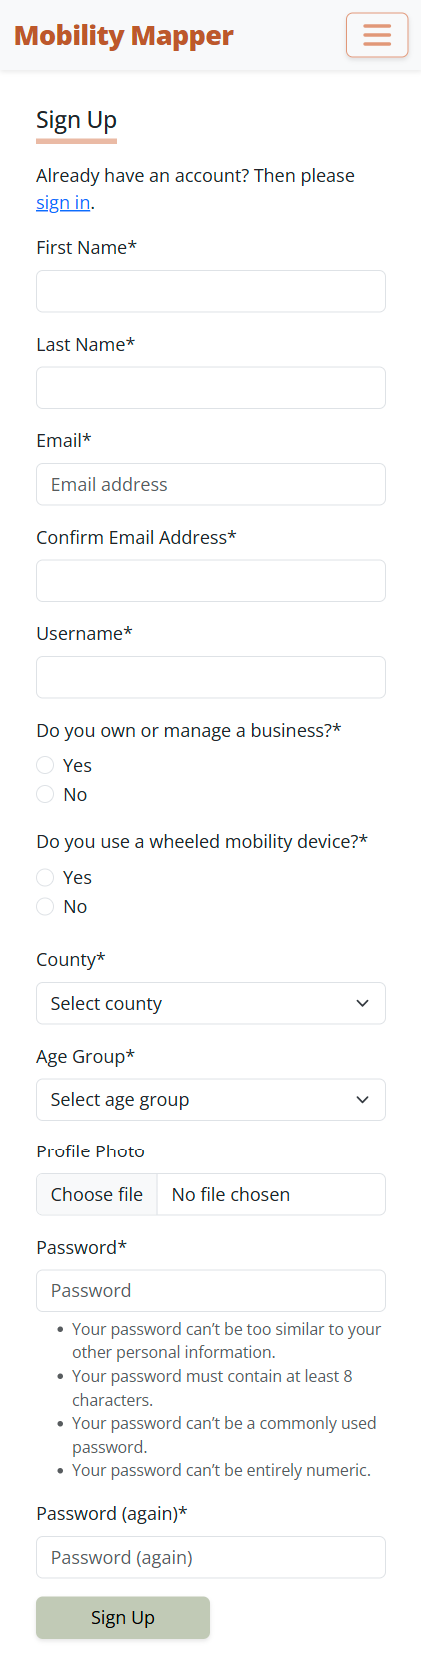 Mobility Mapper
Sign Up
Already have an account? Then please
sign in.
First Name*
Last Name*
Email*
Email address
Confirm Email Address*
Username*
Do you own or manage a business?*
Yes
No
Do you use a wheeled mobility device?*
Yes
No
County*
Select county
Age Group*
Select age group
Profile Photo
Choose file No file chosen
Password*
Password
• Your password can’t be too similar to your
other personal information.
• Your password must contain at least 8
characters.
• Your password can’t be a commonly used
password.
• Your password can’t be entirely numeric.
Password (again)*
Password (again)
Sign Up